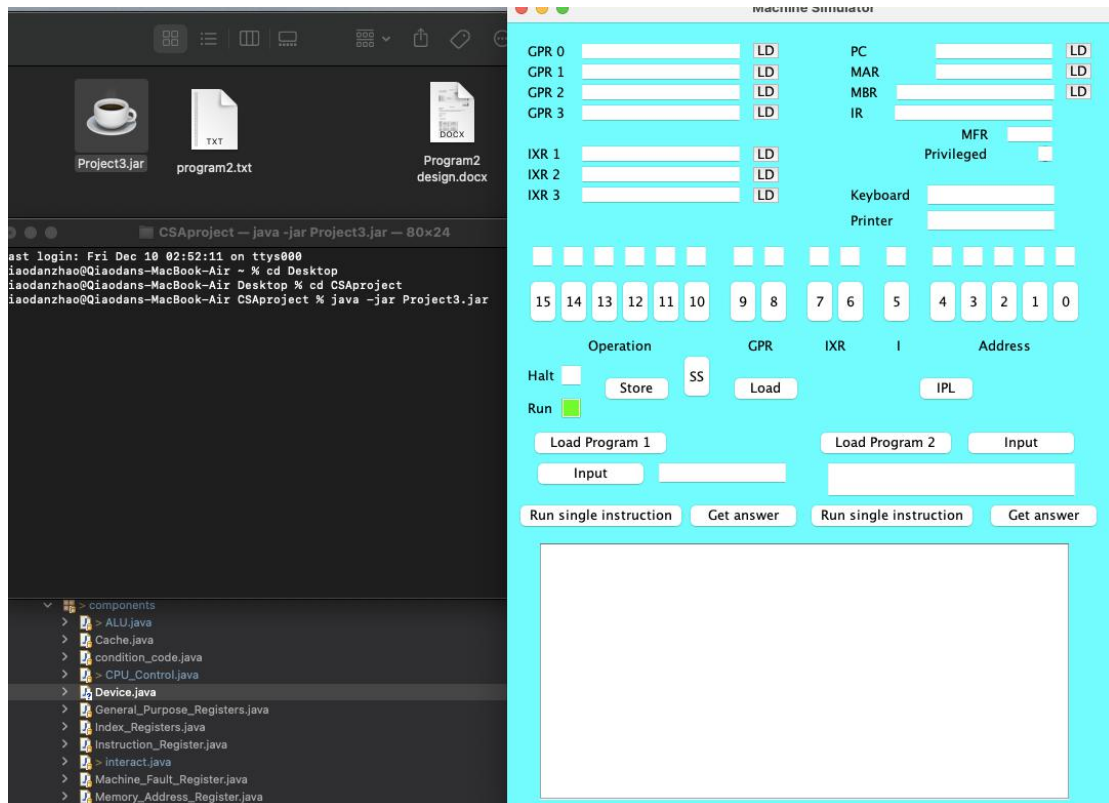 Project3.jar
TXT
program2.txt
DOCX
Program2
design.docx
CSAproject — java -jar Project3.jar — 80×24
ast login: Fri Dec 10 02:52:11 on ttys000
iaodanzhao@Qiaodans-MacBook-Air ~ % cd Desktop
iaodanzhao@Qiaodans-MacBook-Air Desktop % cd CSAproject
iaodanzhao@Qiaodans-MacBook-Air CSAproject % java -jar Project3.jar
> components
> ALU.java
Cache.java
condition_code.java
> CPU_Control.java
Device.java
General_Purpose_Registers.java
Index_Registers.java
Instruction_Register.java
> interact.java
Machine_Fault_Register.java
Memory_Address_Register.java
Machine Simulator
GPR 0 LD PC LD
GPR 1 LD MAR LD
GPR 2 LD MBR LD
GPR 3 LD IR
MFR
IXR 1 LD Privileged
IXR 2 LD
IXR 3 LD Keyboard
Printer
15 14 13 12 11 10 9 8 7 6 5 4 3 2 1 0
Operation GPR IXR I Address
Halt Store SS Load IPL
Run
Load Program 1 Load Program 2 Input
Input
Run single instruction Get answer Run single instruction Get answer